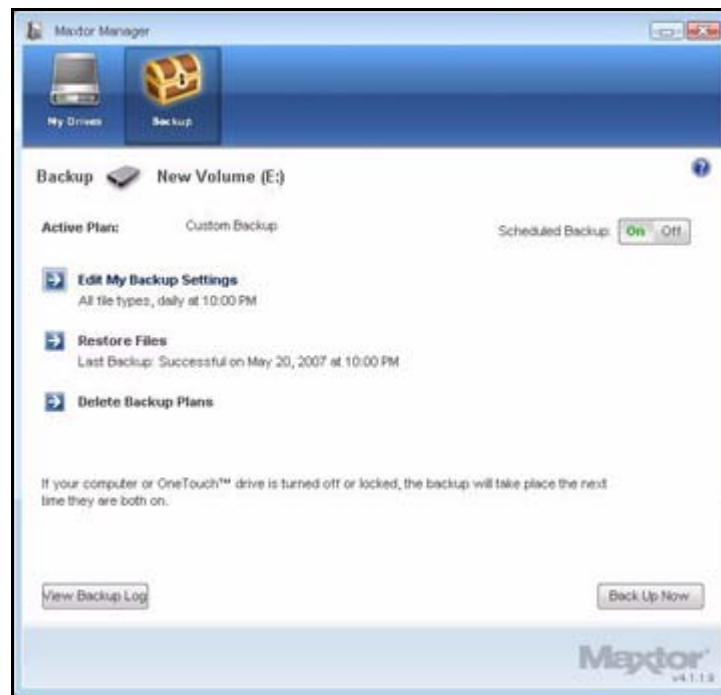 Maxtor Manager
My Drives
Backup
Backup New Volume (E:)
Active Plan: Custom Backup
Scheduled Backup: On Off
Edit My Backup Settings
All file types, daily at 10:00 PM
Restore Files
Last Backup: Successful on May 20, 2007 at 10:00 PM
Delete Backup Plans
If your computer or OneTouch™ drive is turned off or locked, the backup will take place the next
time they are both on.
View Backup Log
Back Up Now
Maxtor